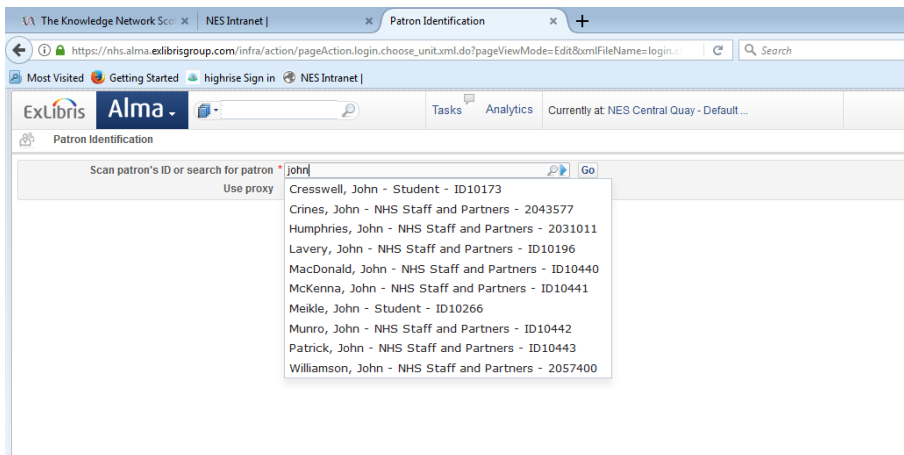 The Knowledge Network Sco
NES Intranet |
Patron Identification
https://nhs.alma.exlibrisgroup.com/infra/action/pageAction.login.choose_unit.xml.do?pageViewMode=Edit&xmlFileName=login.c
Search
Most Visited Getting Started highrise Sign in NES Intranet |
ExLibris Alma Tasks Analytics Currently at: NES Central Quay - Default ...
Patron Identification
Scan patron's ID or search for patron * john Go
Use proxy
Cresswell, John - Student - ID10173
Crines, John - NHS Staff and Partners - 2043577
Humphries, John - NHS Staff and Partners - 2031011
Lavery, John - NHS Staff and Partners - ID10196
MacDonald, John - NHS Staff and Partners - ID10440
McKenna, John - NHS Staff and Partners - ID10441
Meikle, John - Student - ID10266
Munro, John - NHS Staff and Partners - ID10442
Patrick, John - NHS Staff and Partners - ID10443
Williamson, John - NHS Staff and Partners - 2057400